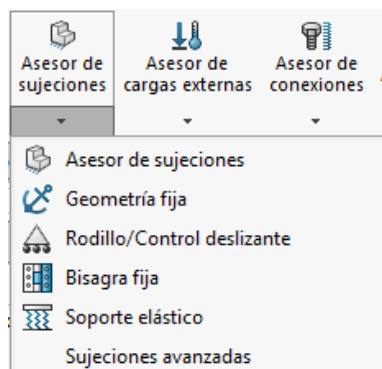 Asesor de sujeciones
Asesor de cargas externas
Asesor de conexiones
Asesor de sujeciones
Geometría fija
Rodillo/Control deslizante
Bisagra fija
Soporte elástico
Sujeciones avanzadas